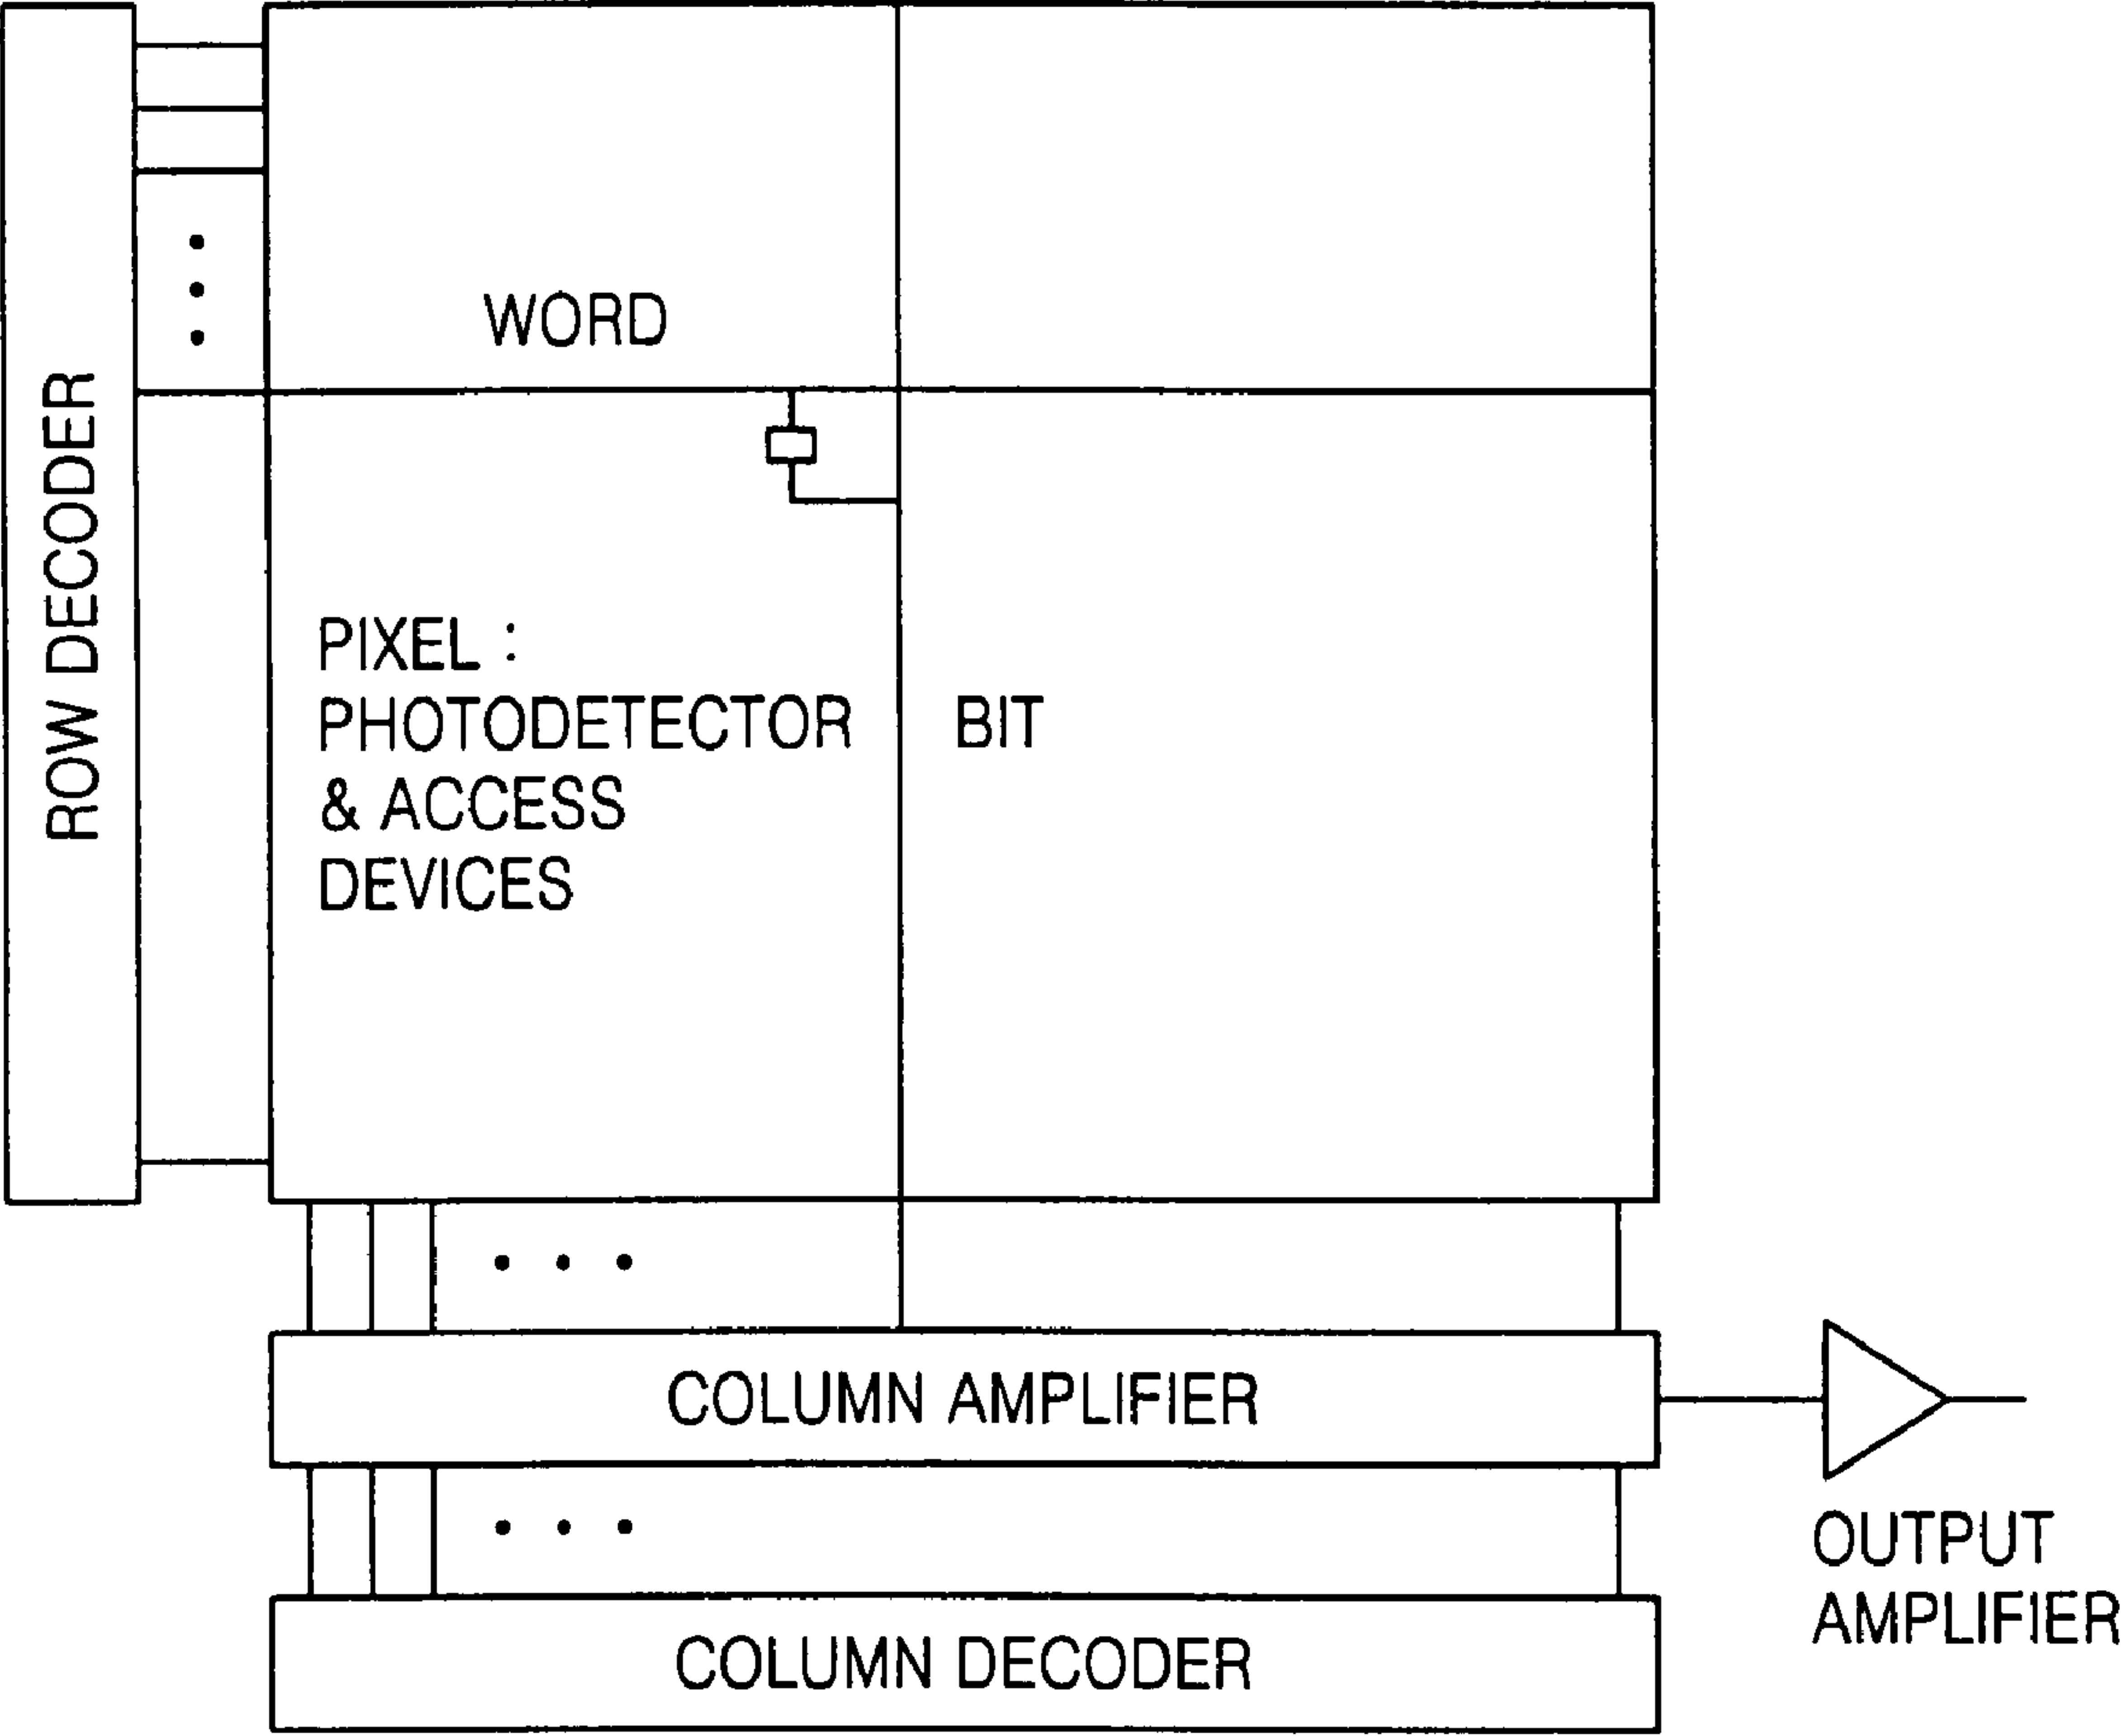 ROW DECODER
WORD
PIXEL :
PHOTODETECTOR
& ACCESS
DEVICES
BIT
COLUMN AMPLIFIER
OUTPUT
AMPLIFIER
COLUMN DECODER